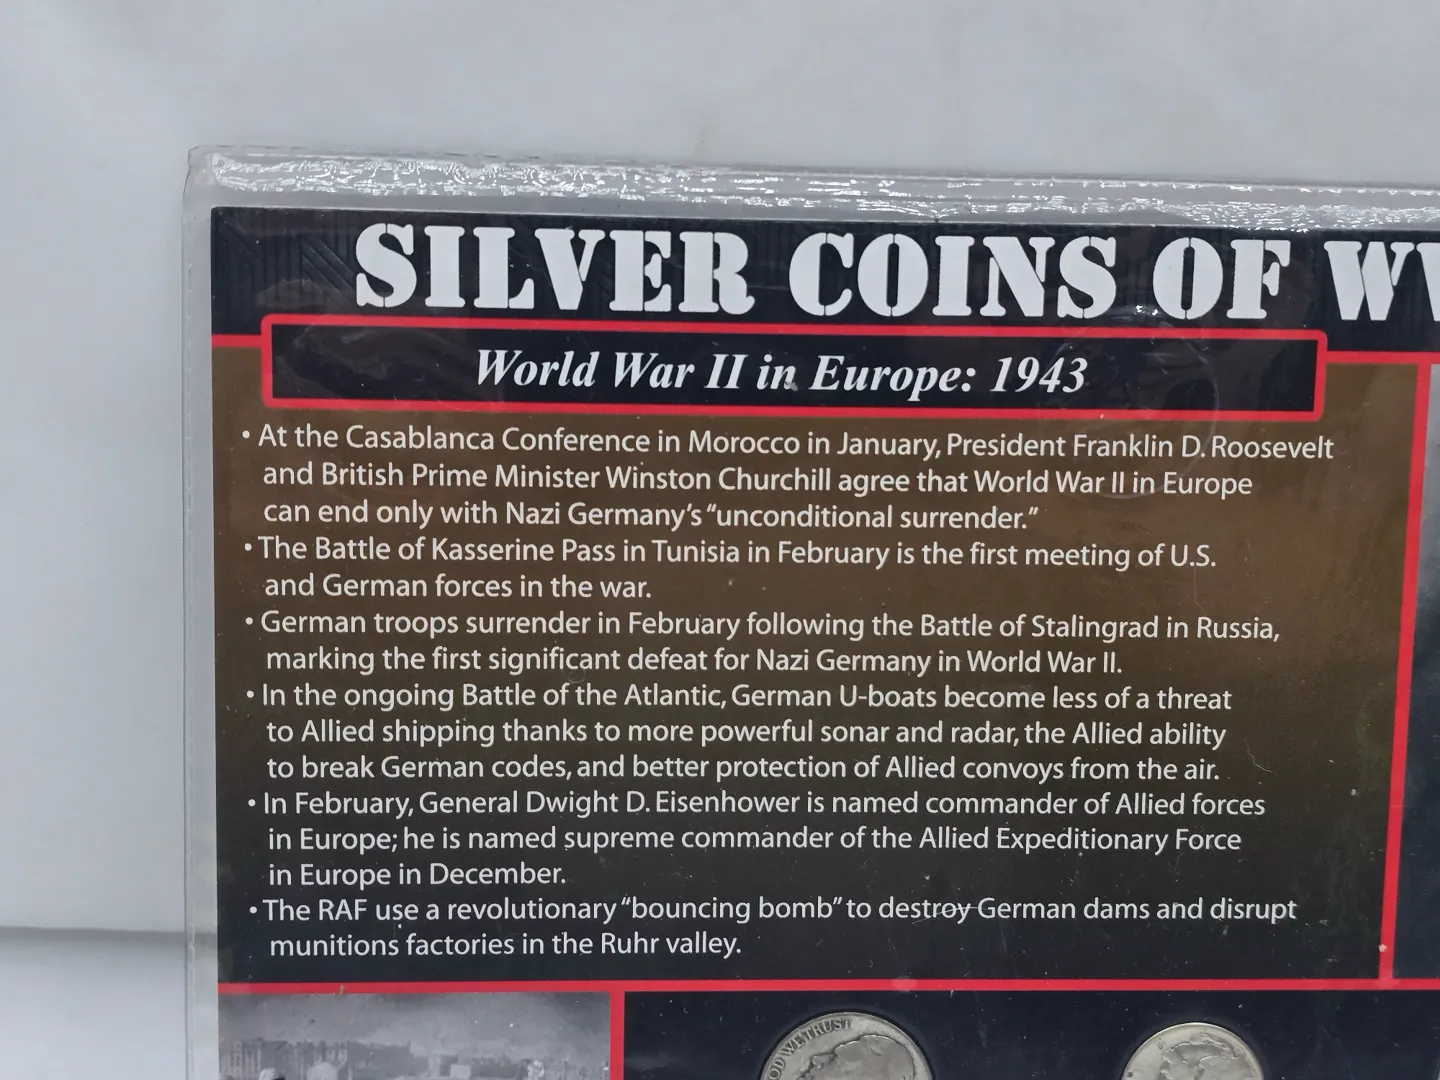 SILVER COINS OF
World War II in Europe: 1943
• At the Casablanca Conference in Morocco in January, President Franklin D. Roosevelt
and British Prime Minister Winston Churchill agree that World War II in Europe
can end only with Nazi Germany's “unconditional surrender.”
• The Battle of Kasserine Pass in Tunisia in February is the first meeting of U.S.
and German forces in the war.
• German troops surrender in February following the Battle of Stalingrad in Russia,
marking the first significant defeat for Nazi Germany in World War II.
• In the ongoing Battle of the Atlantic, German U-boats become less of a threat
to Allied shipping thanks to more powerful sonar and radar, the Allied ability
to break German codes, and better protection of Allied convoys from the air.
• In February, General Dwight D. Eisenhower is named commander of Allied forces
in Europe; he is named supreme commander of the Allied Expeditionary Force
in Europe in December.
• The RAF use a revolutionary “bouncing bomb” to destroy German dams and disrupt
munitions factories in the Ruhr valley.
WE TRUST